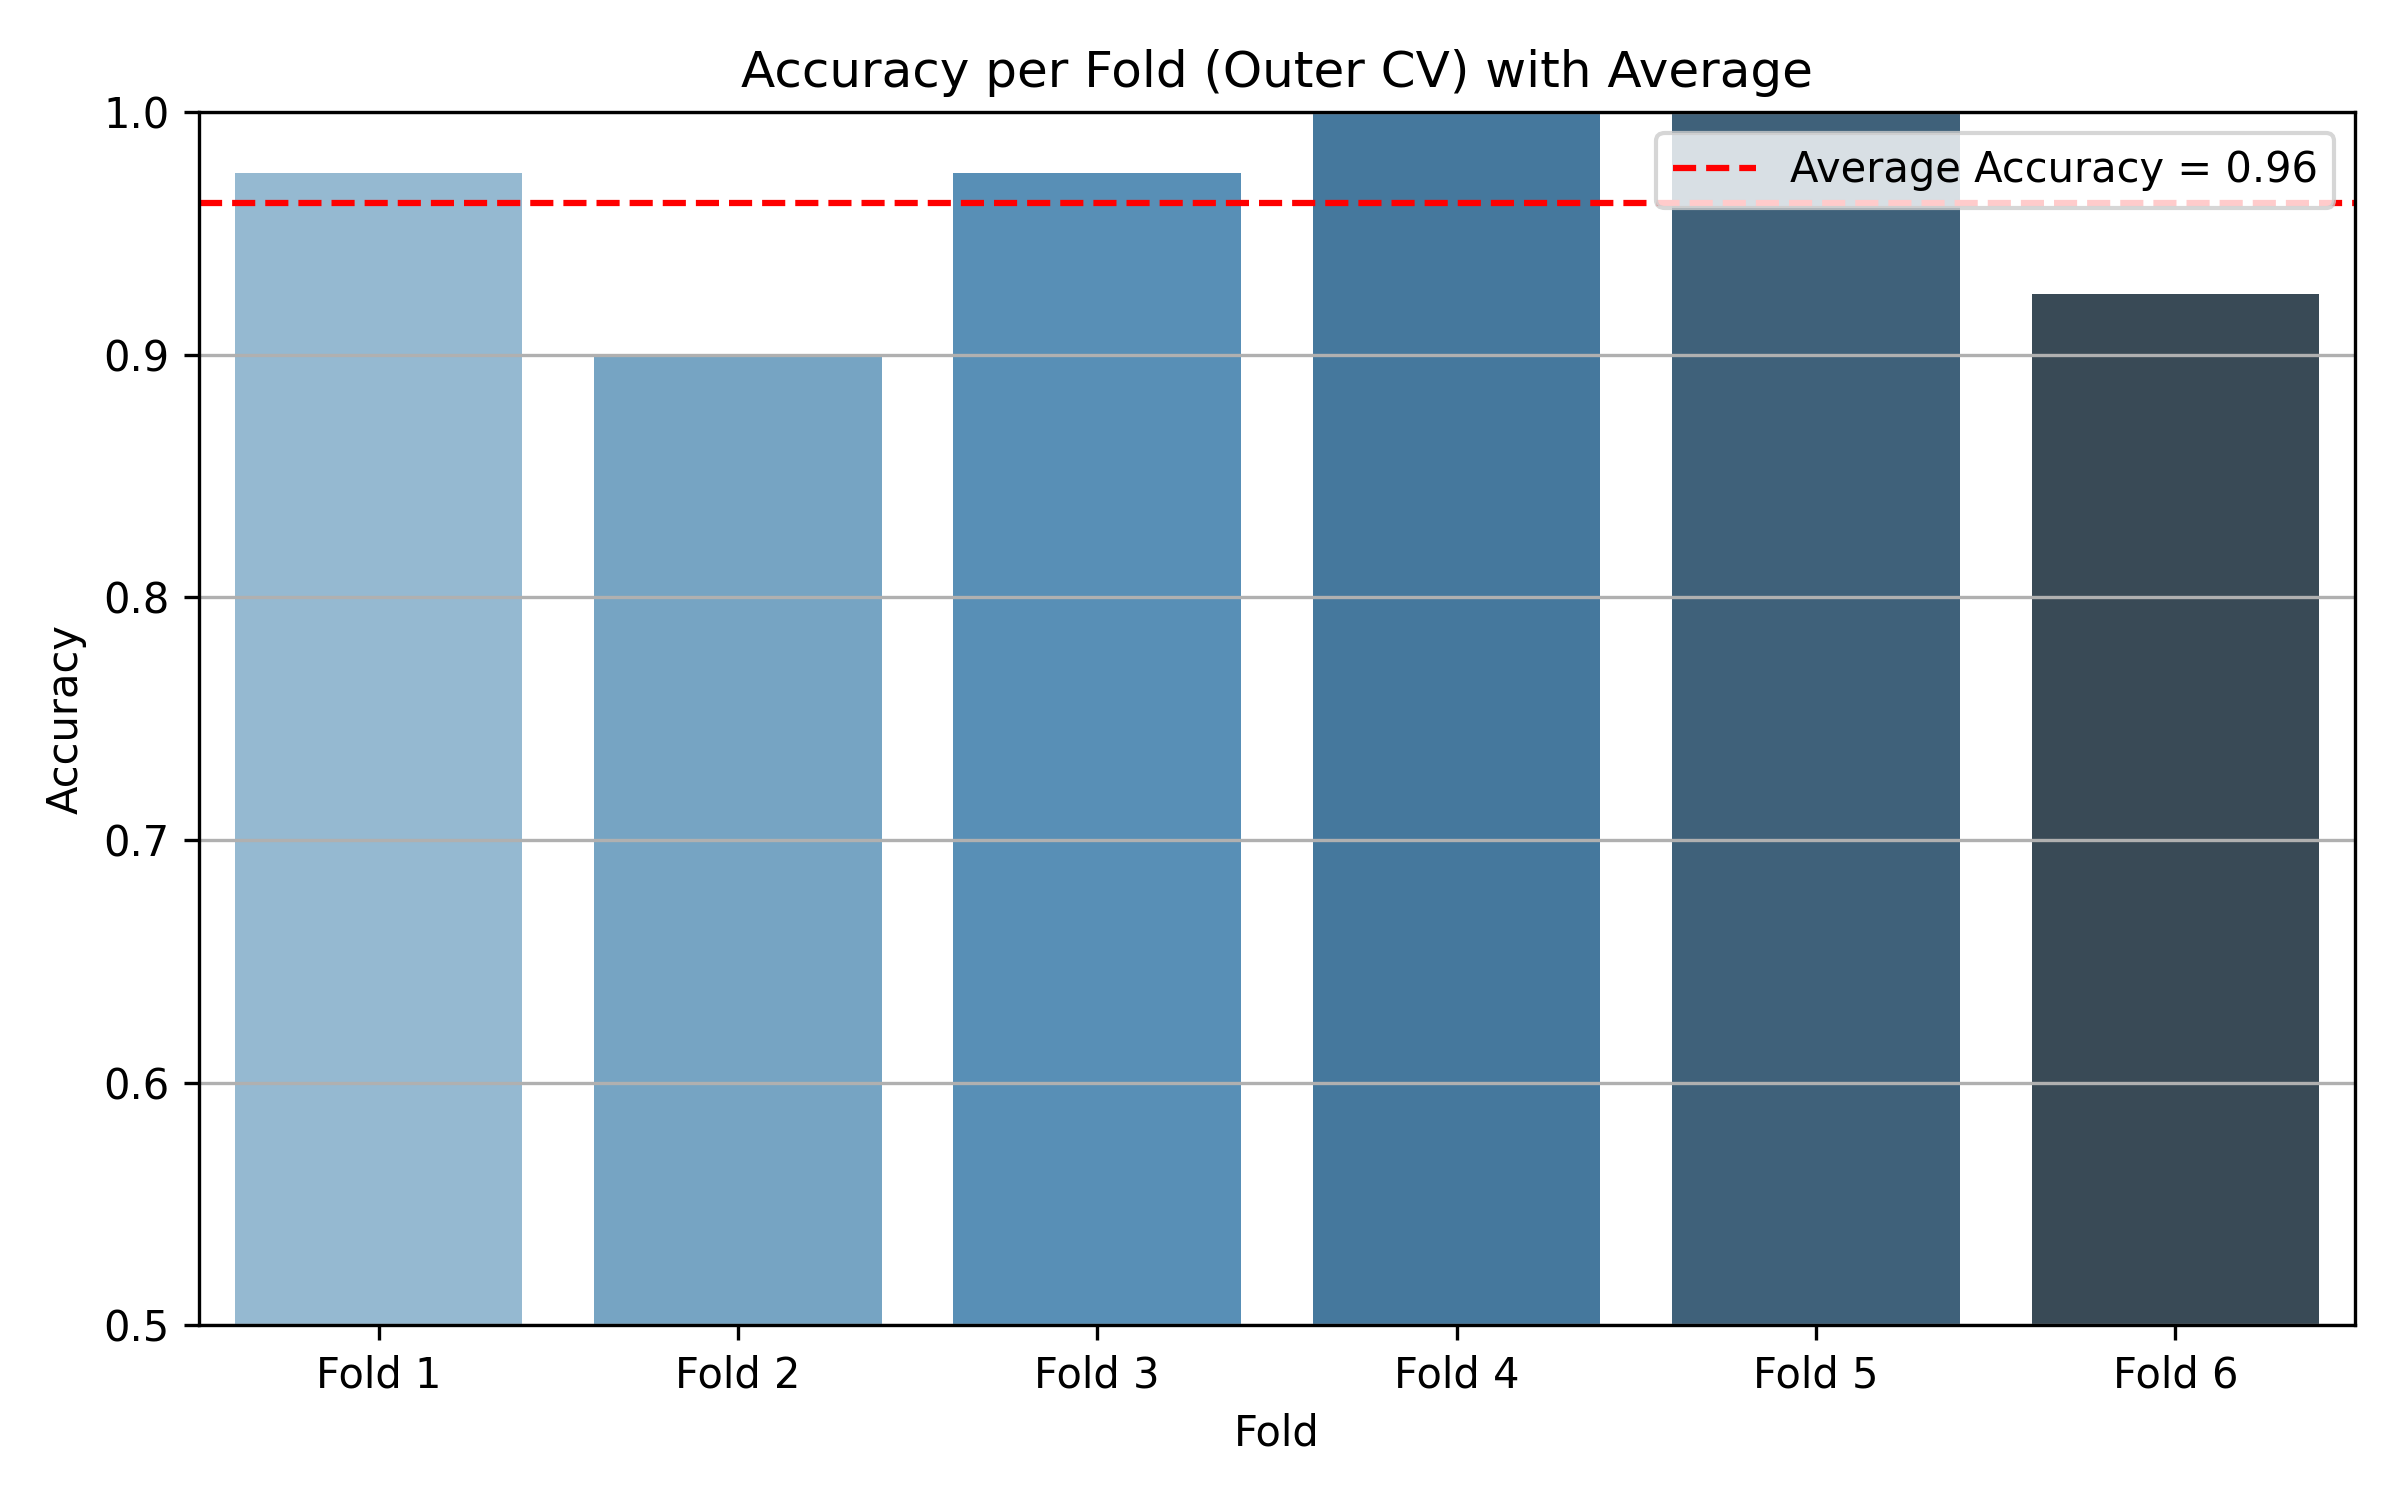 Accuracy per Fold (Outer CV) with Average
Average Accuracy = 0.96
1.0
0.9
0.8
0.7
0.6
0.5
Accuracy
Fold 1 Fold 2 Fold 3 Fold 4 Fold 5 Fold 6
Fold